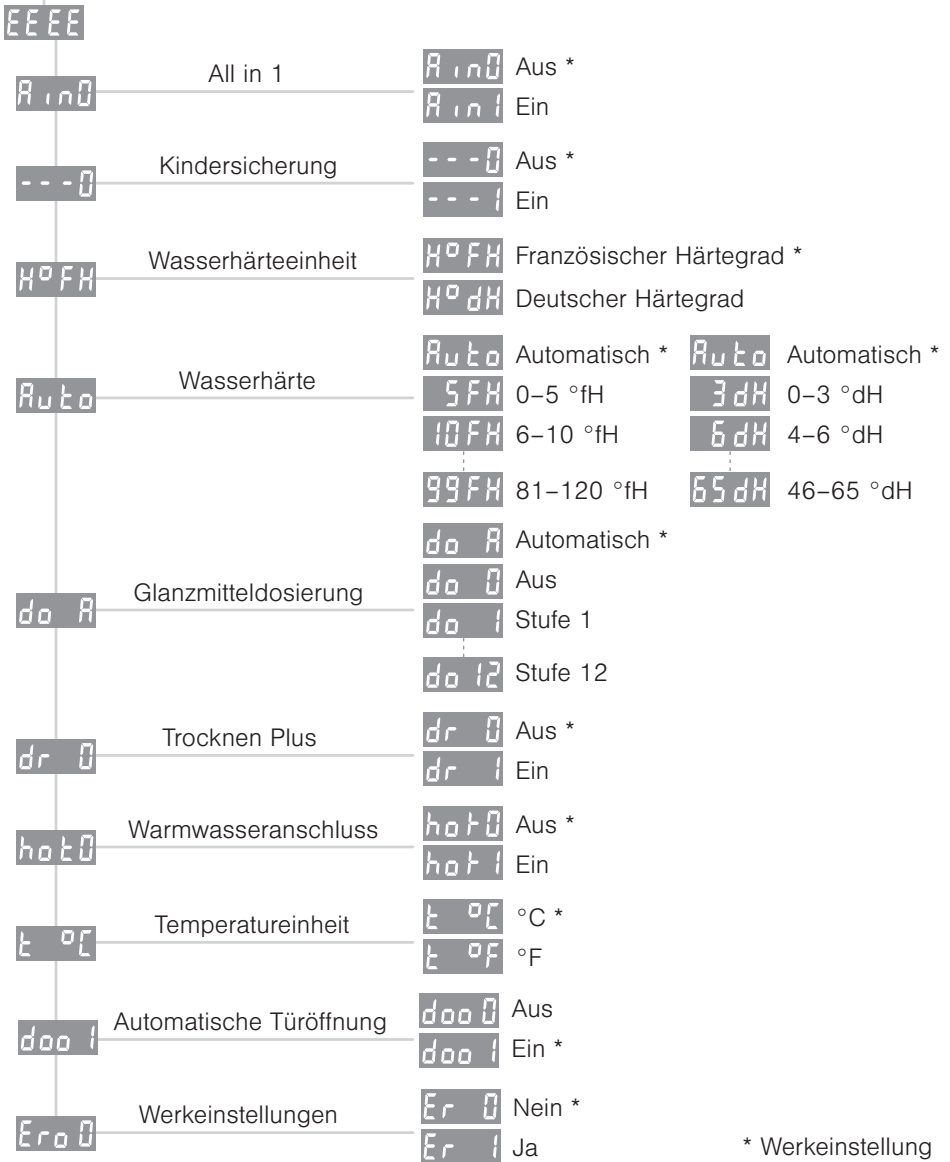 EEEE
Ain0 All in 1 Ain0 Aus *
Ain1 Ein
---0 Kindersicherung ---0 Aus *
---1 Ein
H°FH Wasserhärteeinheit H°FH Französischer Härtegrad *
H°dH Deutscher Härtegrad
Auto Wasserhärte Auto Automatisch * Auto Automatisch *
5FH 0–5 °fH 3dH 0–3 °dH
10FH 6–10 °fH 6dH 4–6 °dH
99FH 81–120 °fH 65dH 46–65 °dH
do A Glanzmitteldosierung do A Automatisch *
do 0 Aus
do 1 Stufe 1
do 12 Stufe 12
dr 0 Trocknen Plus dr 0 Aus *
dr 1 Ein
hot0 Warmwasseranschluss hot0 Aus *
hot1 Ein
t °C Temperatureinheit t °C °C *
t °F °F
doo 1 Automatische Türöffnung doo 0 Aus
doo 1 Ein *
Ero 0 Werkeinstellungen Er 0 Nein *
Er 1 Ja
* Werkeinstellung